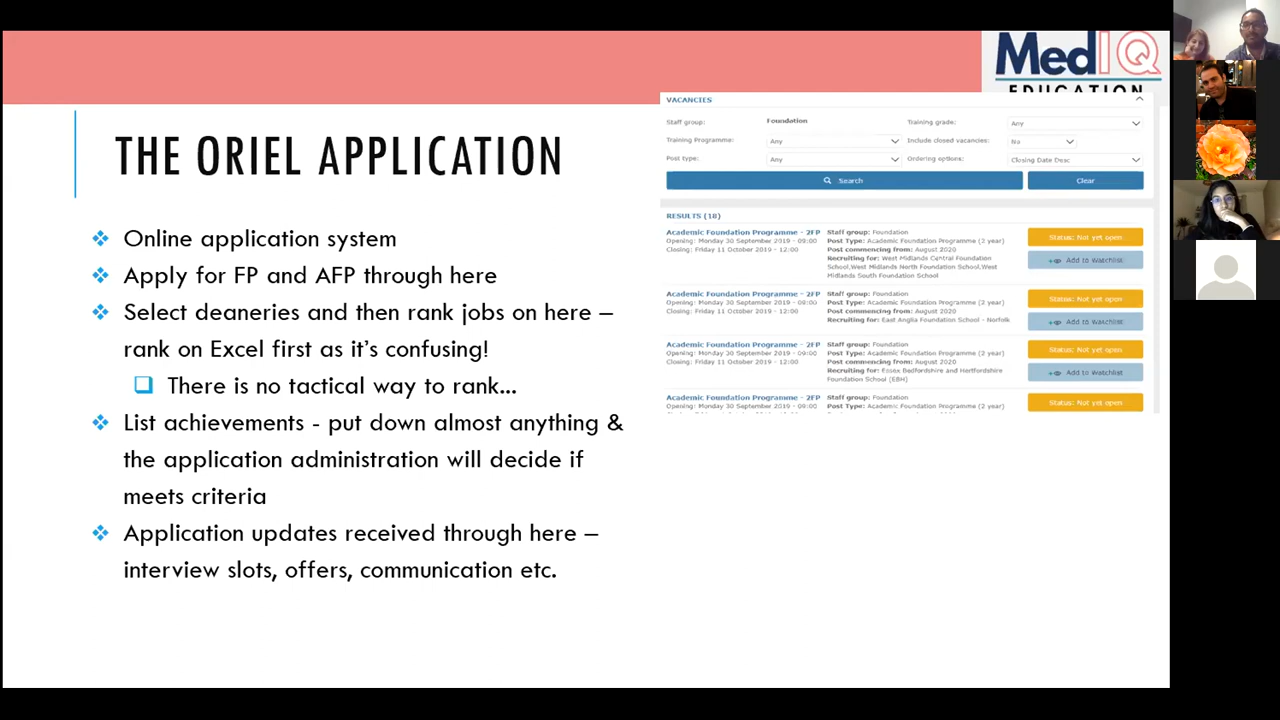 MedIQ
EDUCATION
THE ORIEL APPLICATION
Online application system
Apply for FP and AFP through here
Select deaneries and then rank jobs on here –
rank on Excel first as it's confusing!
There is no tactical way to rank...
List achievements - put down almost anything &
the application administration will decide if
meets criteria
Application updates received through here –
interview slots, offers, communication etc.
VACANCIES
Staff group: Foundation Training grade: Any
Training Programme: Any Include closed vacancies: No
Post type: Any Ordering options: Closing Date Desc
Search Clear
RESULTS (18)
Academic Foundation Programme - 2FP Staff group: Foundation Status: Not yet open
Opening: Monday 30 September 2019 - 09:00 Post Type: Academic Foundation Programme (2 year)
Closing: Friday 11 October 2019 - 12:00 Post commencing from: August 2020
Recruiting for: West Midlands Central Foundation Add to Watchlist
School,West Midlands North Foundation School,West
Midlands South Foundation School
Academic Foundation Programme - 2FP Staff group: Foundation Status: Not yet open
Opening: Monday 30 September 2019 - 09:00 Post Type: Academic Foundation Programme (2 year)
Closing: Friday 11 October 2019 - 12:00 Post commencing from: August 2020
Recruiting for: East Anglia Foundation School - Norfolk Add to Watchlist
Academic Foundation Programme - 2FP Staff group: Foundation Status: Not yet open
Opening: Monday 30 September 2019 - 09:00 Post Type: Academic Foundation Programme (2 year)
Closing: Friday 11 October 2019 - 12:00 Post commencing from: August 2020
Recruiting for: Essex Bedfordshire and Hertfordshire Add to Watchlist
Foundation School (EBH)
Academic Foundation Programme - 2FP Staff group: Foundation Status: Not yet open
Opening: Monday 30 September 2019 - 09:00 Post Type: Academic Foundation Programme (2 year)